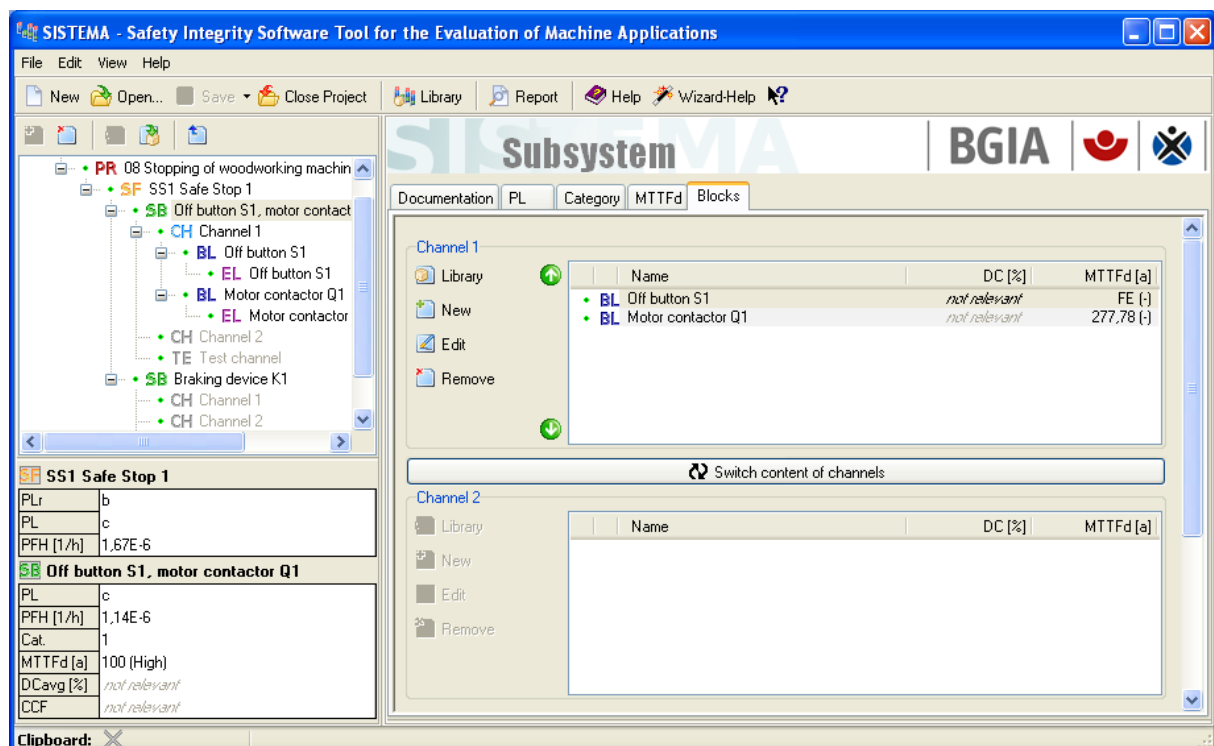 SISTEMA - Safety Integrity Software Tool for the Evaluation of Machine Applications
File Edit View Help
New Open... Save Close Project Library Report Help Wizard-Help
SISTEMA
Subsystem
BGIA
PR 08 Stopping of woodworking machin
SF SS1 Safe Stop 1
SB Off button S1, motor contact
CH Channel 1
BL Off button S1
EL Off button S1
BL Motor contactor Q1
EL Motor contactor
CH Channel 2
TE Test channel
SB Braking device K1
CH Channel 1
CH Channel 2
SF SS1 Safe Stop 1
PLr b
PL c
PFH [1/h] 1,67E-6
SB Off button S1, motor contactor Q1
PL c
PFH [1/h] 1,14E-6
Cat. 1
MTTFd [a] 100 (High)
DCavg [%] not relevant
CCF not relevant
Documentation PL Category MTTFd Blocks
Channel 1
Library
New
Edit
Remove
Name DC [%] MTTFd [a]
BL Off button S1 not relevant FE (-)
BL Motor contactor Q1 not relevant 277,78 (-)
Switch content of channels
Channel 2
Library
New
Edit
Remove
Name DC [%] MTTFd [a]
Clipboard: